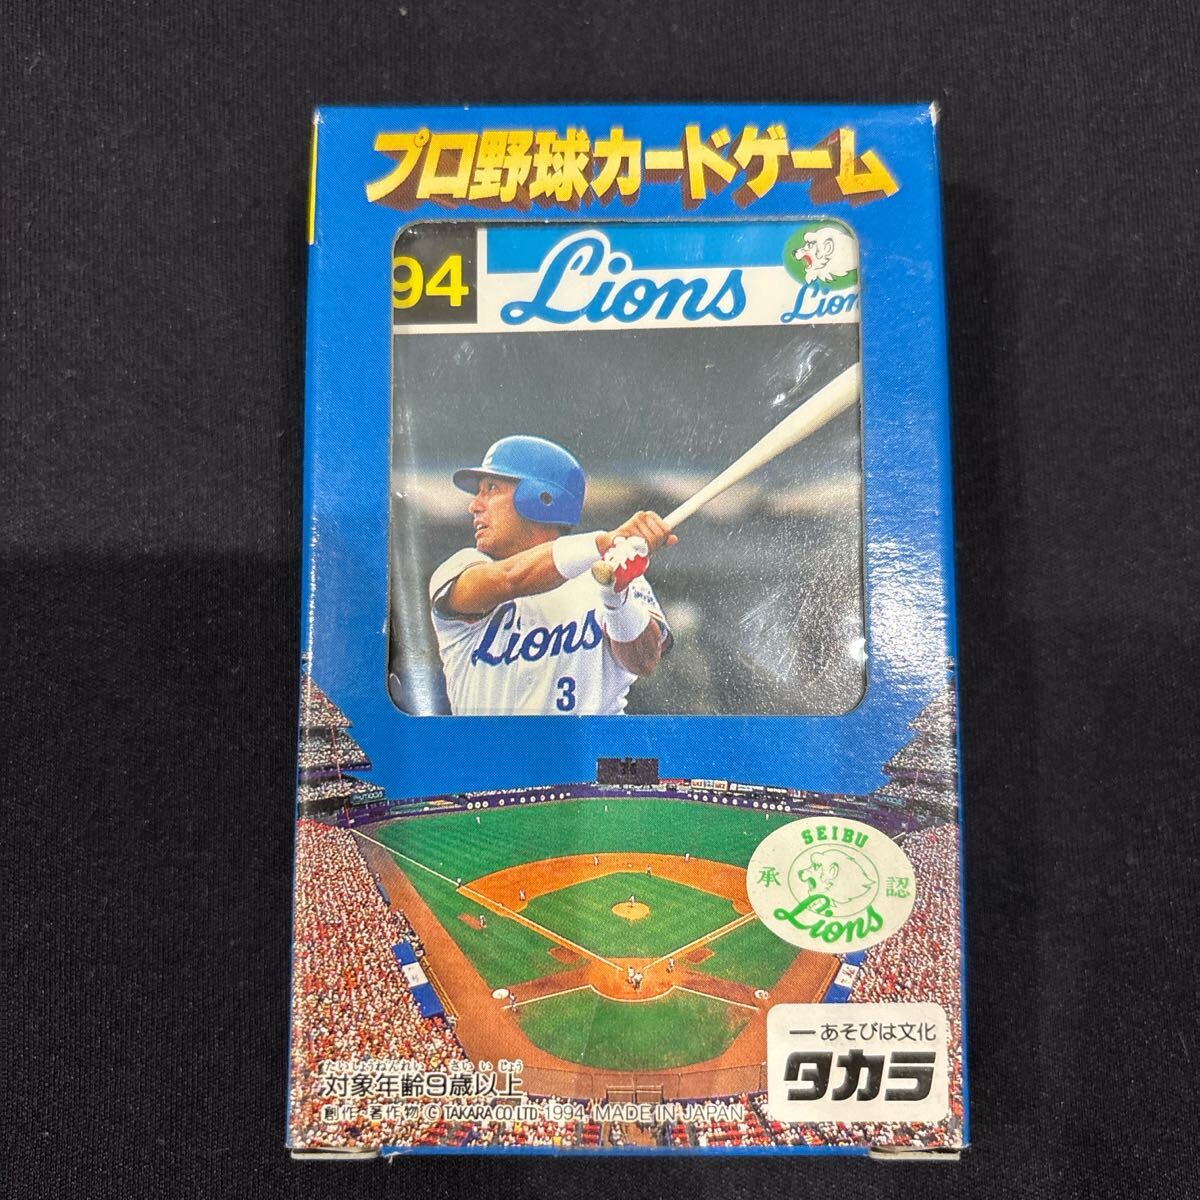 プロ野球カードゲーム
94
Lions
Lion
Lions
3
SEIBU
承認
Lions
一あそびは文化
タカラ
たいしょうねんれい さいいじょう
対象年齢9歳以上
創作・著作物 © TAKARA CO LTD 1994 MADE IN JAPAN